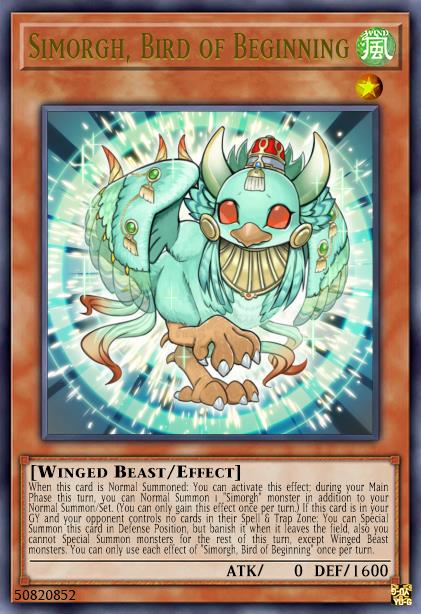 Simorgh, Bird of Beginning
WIND
風
[Winged Beast/Effect]
When this card is Normal Summoned: You can activate this effect; during your Main
Phase this turn, you can Normal Summon 1 "Simorgh" monster in addition to your
Normal Summon/Set. (You can only gain this effect once per turn.) If this card is in your
GY and your opponent controls no cards in their Spell & Trap Zone: You can Special
Summon this card in Defense Position, but banish it when it leaves the field, also you
cannot Special Summon monsters for the rest of this turn, except Winged Beast
monsters. You can only use each effect of "Simorgh, Bird of Beginning" once per turn.
ATK/ 0 DEF/1600
50820852